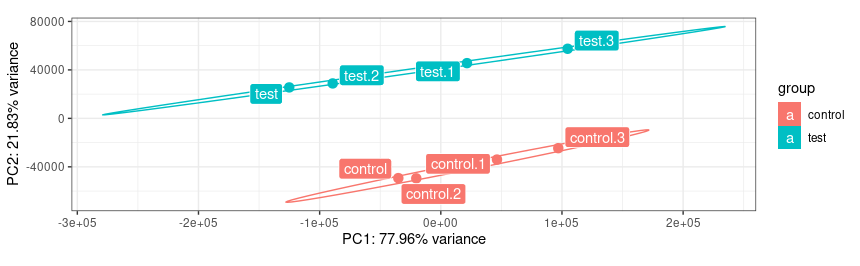 PC2: 21.83% variance
80000
40000
0
-40000
test.3
test.2
test.1
test
control.3
control.1
control
control.2
-3e+05
-2e+05
-1e+05
0e+00
1e+05
2e+05
PC1: 77.96% variance
group
a control
a test